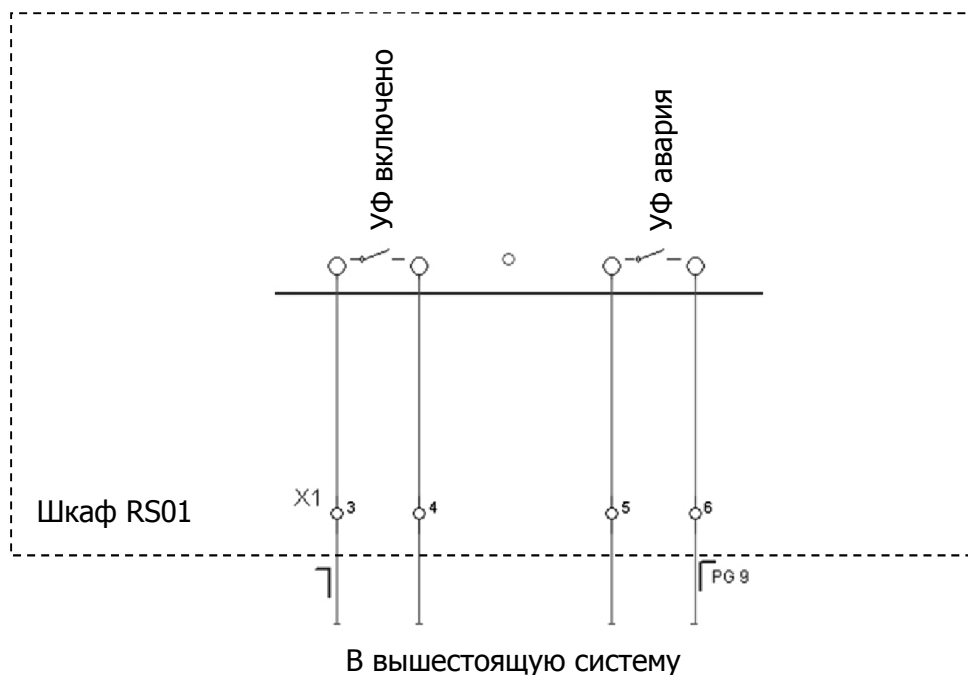 УФ включено
УФ авария
Шкаф RS01
X1 3 4 5 6
PG 9
В вышестоящую систему